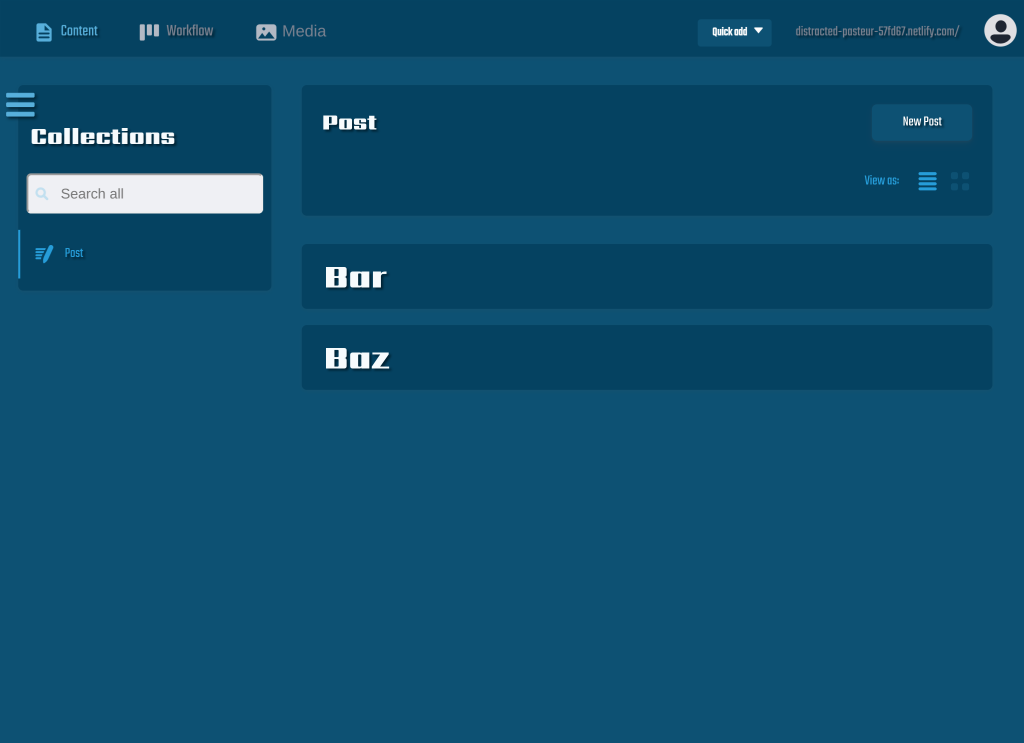 Content
Workflow
Media
Quick add
distracted-pasteur-57fd67.netlify.com/
Collections
Search all
Post
Post
New Post
View as:
Bar
Baz